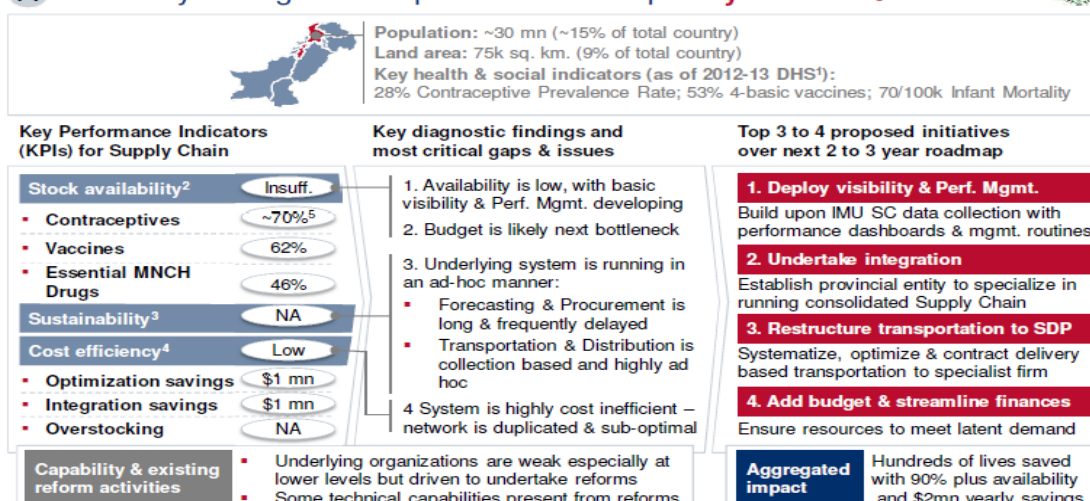 Population: ~30 mn (~15% of total country)
Land area: 75k sq. km. (9% of total country)
Key health & social indicators (as of 2012-13 DHS¹):
28% Contraceptive Prevalence Rate; 53% 4-basic vaccines; 70/100k Infant Mortality
Key Performance Indicators
(KPIs) for Supply Chain
Stock availability² Insuff.
▪ Contraceptives ~70%⁵
▪ Vaccines 62%
▪ Essential MNCH
Drugs 46%
Sustainability³ NA
Cost efficiency⁴ Low
▪ Optimization savings $1 mn
▪ Integration savings $1 mn
▪ Overstocking NA
Key diagnostic findings and
most critical gaps & issues
1. Availability is low, with basic
visibility & Perf. Mgmt. developing
2. Budget is likely next bottleneck
3. Underlying system is running in
an ad-hoc manner:
▪ Forecasting & Procurement is
long & frequently delayed
▪ Transportation & Distribution is
collection based and highly ad
hoc
4 System is highly cost inefficient –
network is duplicated & sub-optimal
Top 3 to 4 proposed initiatives
over next 2 to 3 year roadmap
1. Deploy visibility & Perf. Mgmt.
Build upon IMU SC data collection with
performance dashboards & mgmt. routines
2. Undertake integration
Establish provincial entity to specialize in
running consolidated Supply Chain
3. Restructure transportation to SDP
Systematize, optimize & contract delivery
based transportation to specialist firm
4. Add budget & streamline finances
Ensure resources to meet latent demand
Capability & existing
reform activities
▪ Underlying organizations are weak especially at
lower levels but driven to undertake reforms
▪ Some technical capabilities present from reforms
Aggregated
impact
Hundreds of lives saved
with 90% plus availability
and $2mn yearly savings